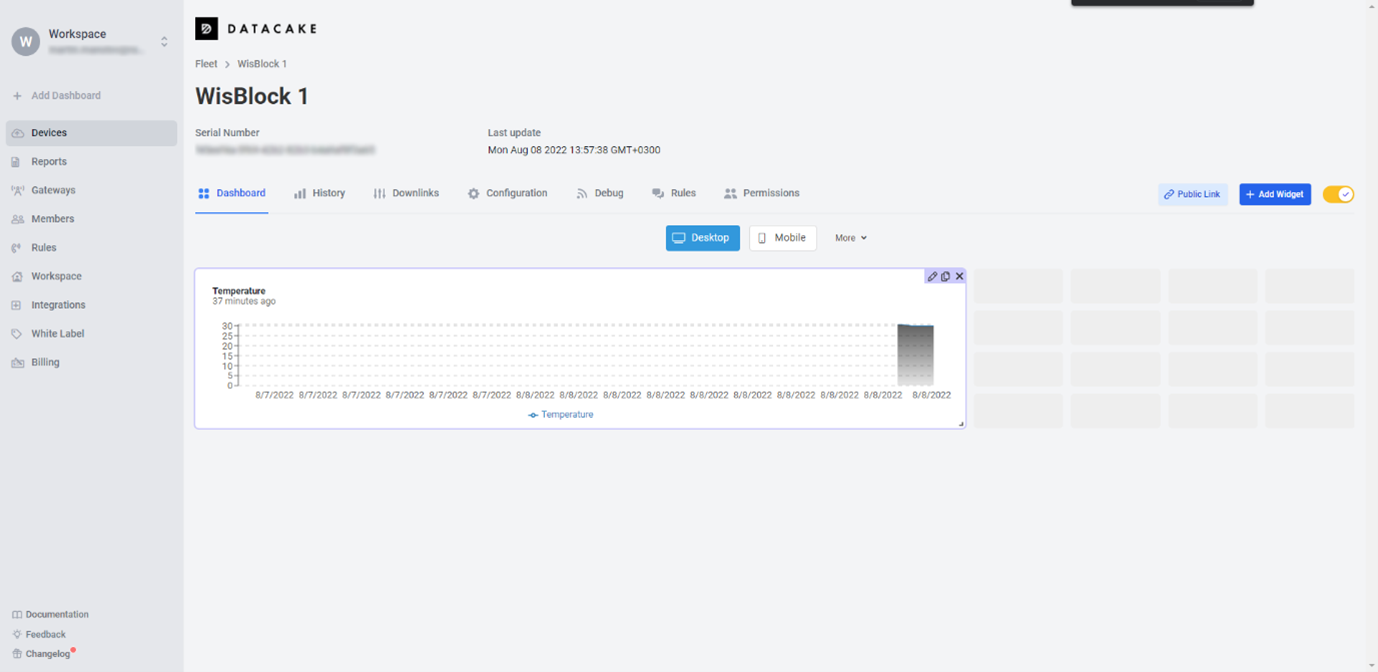 W
Workspace
Add Dashboard
Devices
Reports
Gateways
Members
Rules
Workspace
Integrations
White Label
Billing
Documentation
Feedback
Changelog
DATACAKE
Fleet > WisBlock 1
WisBlock 1
Serial Number
Last update
Mon Aug 08 2022 13:57:38 GMT+0300
Dashboard History Downlinks Configuration Debug Rules Permissions
Public Link + Add Widget
Desktop Mobile More
Temperature
37 minutes ago
30
25
20
15
10
5
0
8/7/2022 8/7/2022 8/7/2022 8/7/2022 8/7/2022 8/7/2022 8/8/2022 8/8/2022 8/8/2022 8/8/2022 8/8/2022 8/8/2022 8/8/2022 8/8/2022 8/8/2022 8/8/2022
Temperature